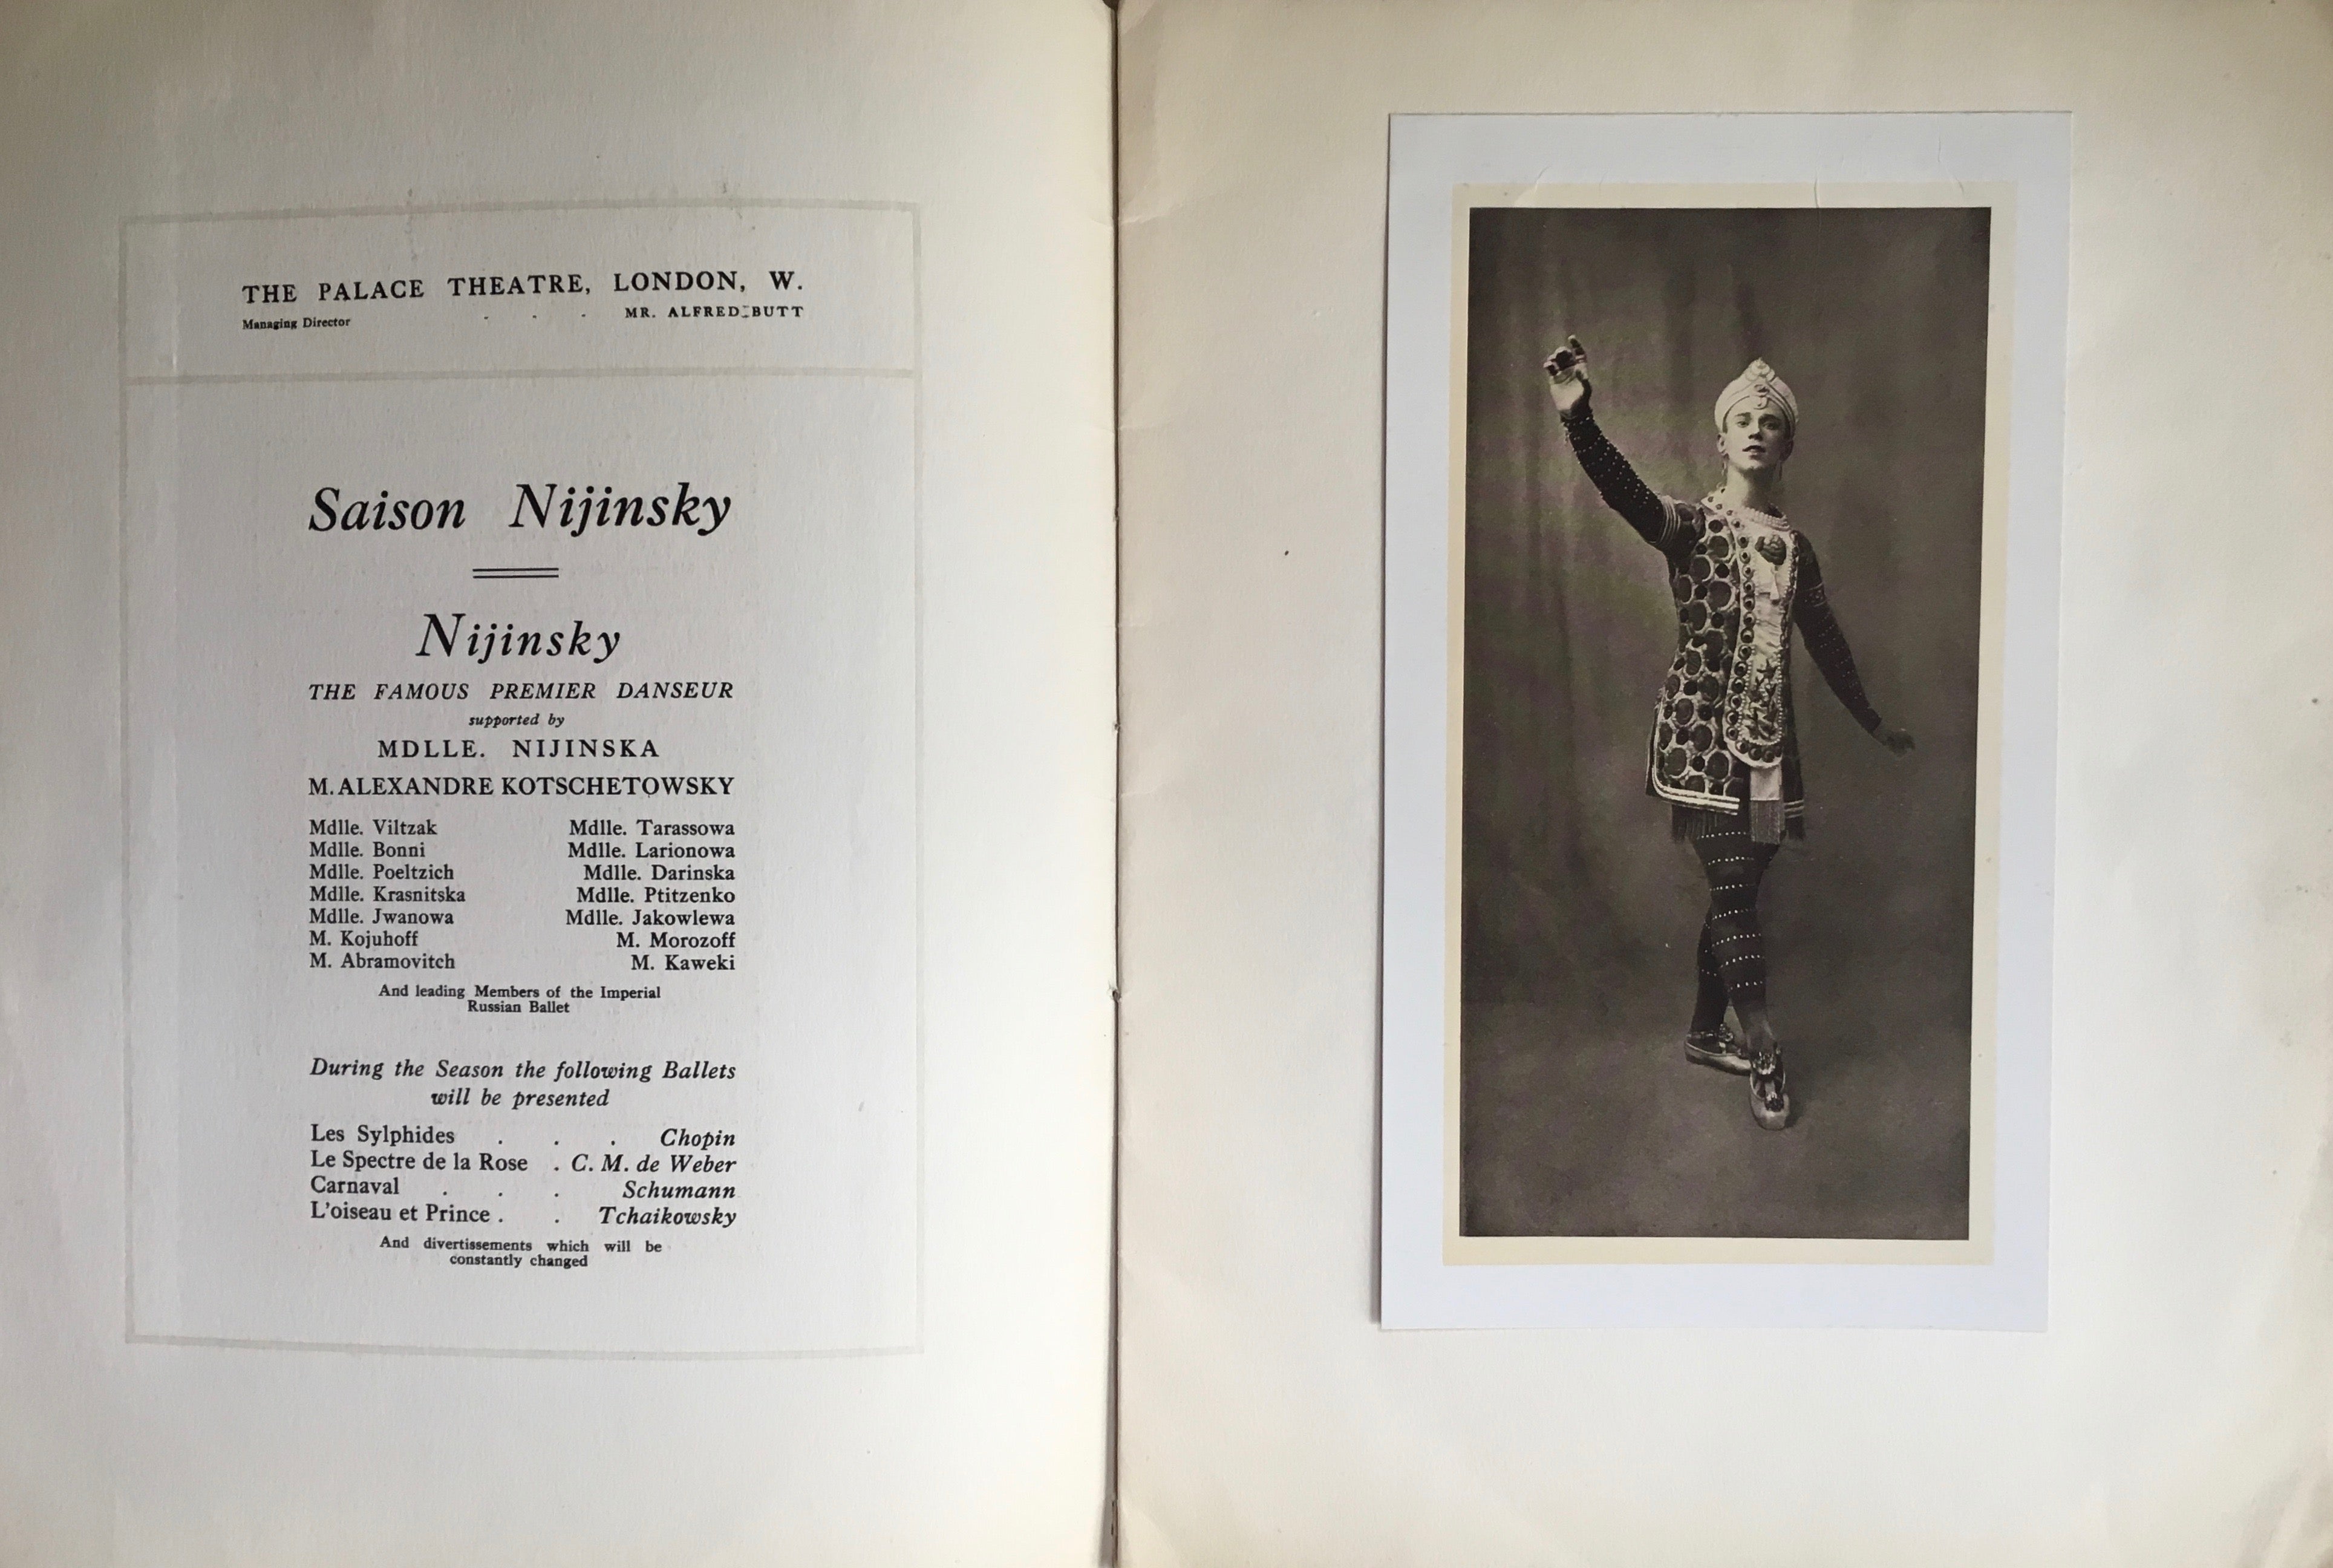 THE PALACE THEATRE, LONDON, W.
Managing Director . . . MR. ALFRED BUTT
Saison Nijinsky
Nijinsky
THE FAMOUS PREMIER DANSEUR
supported by
MDLLE. NIJINSKA
M. ALEXANDRE KOTSCHETOWSKY
Mdlle. Viltzak Mdlle. Tarassowa
Mdlle. Bonni Mdlle. Larionowa
Mdlle. Poeltzich Mdlle. Darinska
Mdlle. Krasnitska Mdlle. Ptitzenko
Mdlle. Jwanowa Mdlle. Jakowlewa
M. Kojuhoff M. Morozoff
M. Abramovitch M. Kaweki
And leading Members of the Imperial
Russian Ballet
During the Season the following Ballets
will be presented
Les Sylphides . . . Chopin
Le Spectre de la Rose . C. M. de Weber
Carnaval . . . Schumann
L'oiseau et Prince . . Tchaikowsky
And divertissements which will be
constantly changed